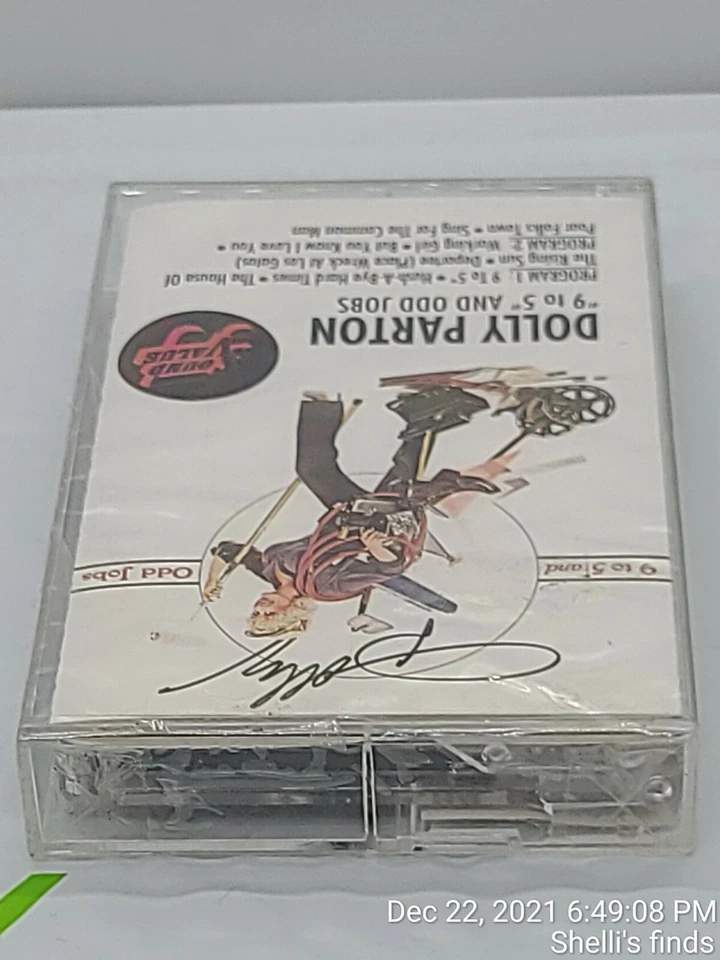 Dolly
9 to 5 and Odd Jobs
DOLLY PARTON
"9 to 5" AND ODD JOBS
SOUND VALUE
PROGRAM 1: 9 To 5 • Hush-A-Bye Hard Times • The House Of
The Rising Sun • Deportee (Plane Wreck At Los Gatos)
PROGRAM 2: Working Girl • But You Know I Love You •
Poor Folks Town • Sing For The Common Man
Dec 22, 2021 6:49:08 PM
Shelli's finds